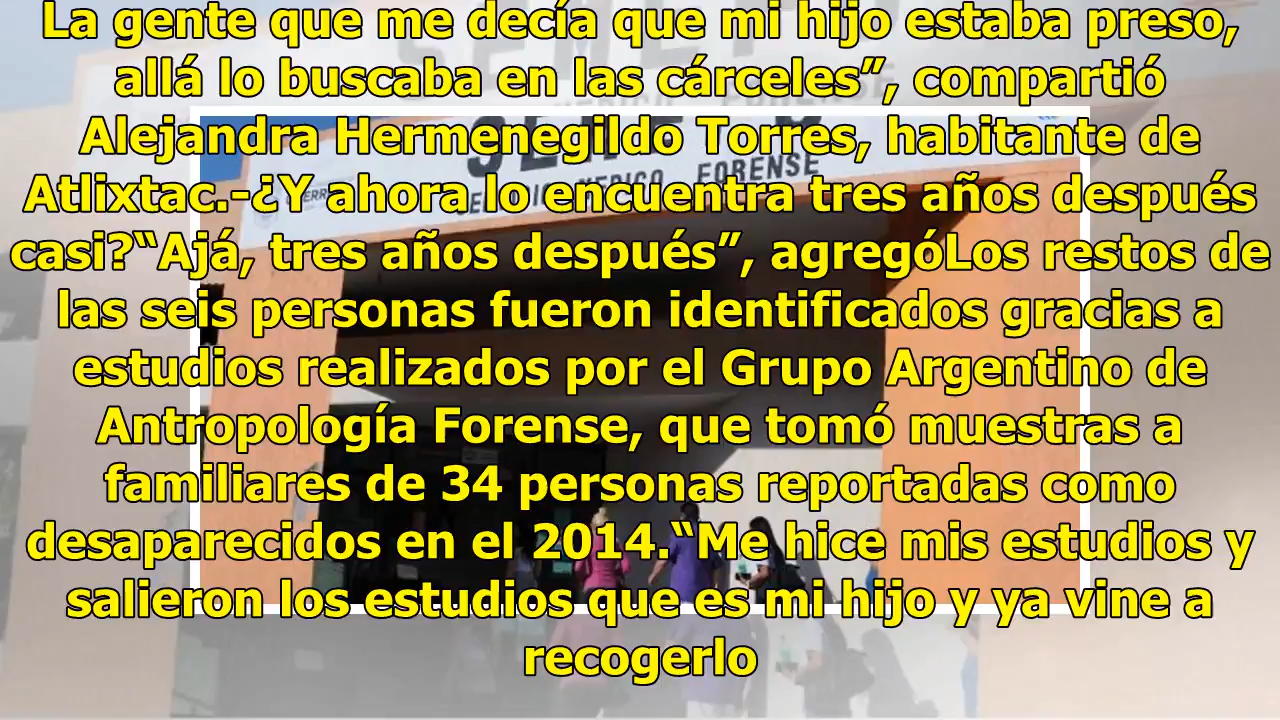 La gente que me decía que mi hijo estaba preso,
allá lo buscaba en las cárceles”, compartió
Alejandra Hermenegildo Torres, habitante de
Atlixtac.-¿Y ahora lo encuentra tres años después
casi?“Ajá, tres años después”, agregóLos restos de
las seis personas fueron identificados gracias a
estudios realizados por el Grupo Argentino de
Antropología Forense, que tomó muestras a
familiares de 34 personas reportadas como
desaparecidos en el 2014.“Me hice mis estudios y
salieron los estudios que es mi hijo y ya vine a
recogerlo
FORENSE